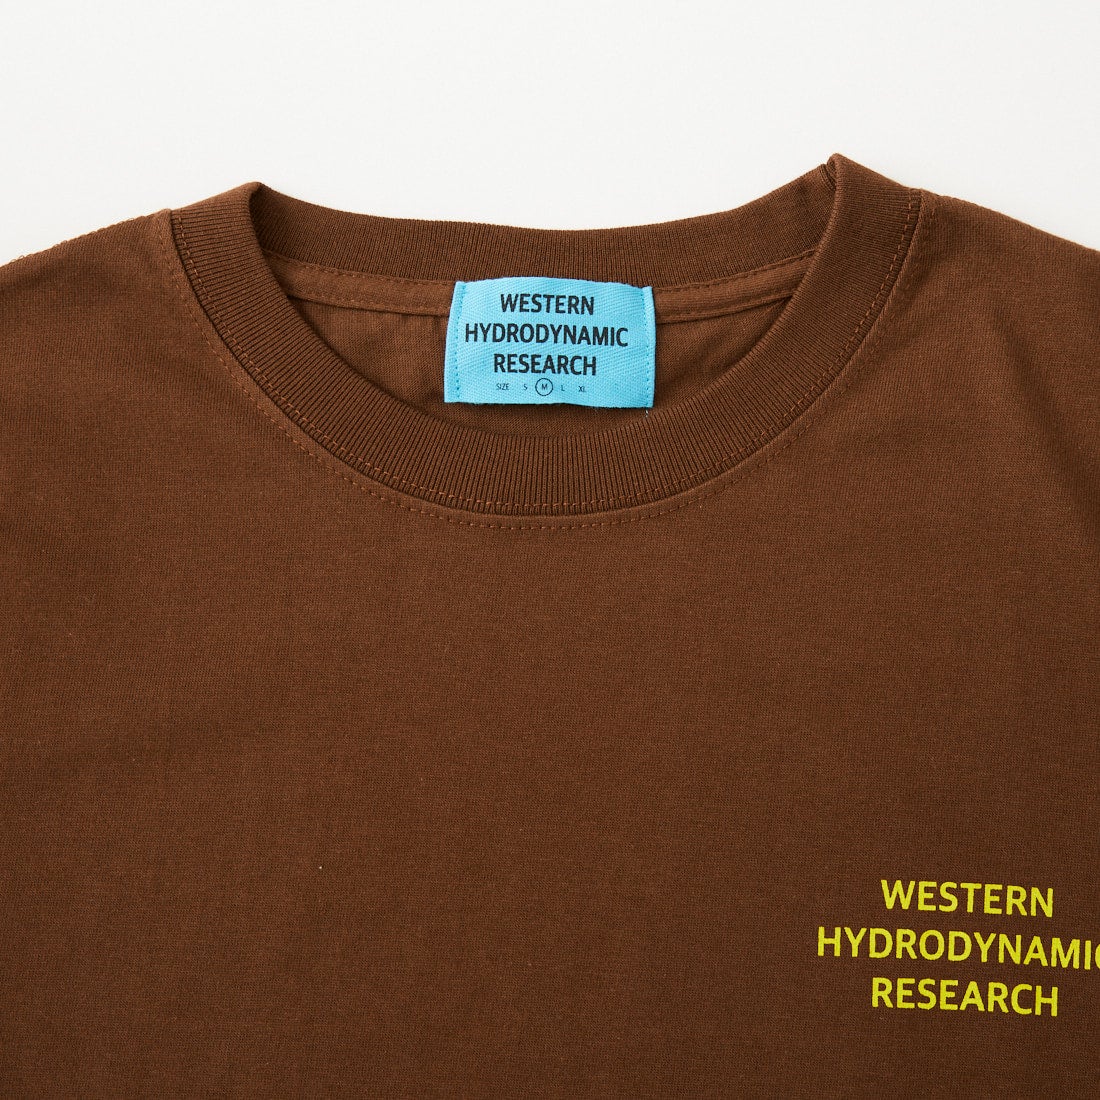 WESTERN
HYDRODYNAMIC
RESEARCH
SIZE S M L XL
WESTERN
HYDRODYNAMIC
RESEARCH